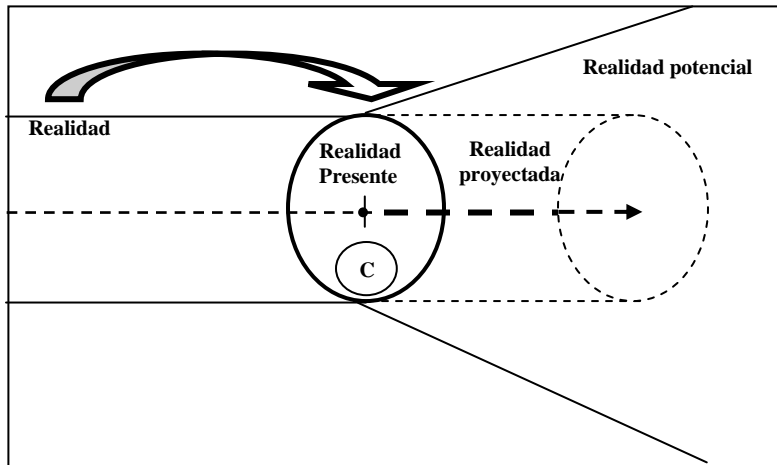 Realidad potencial
Realidad
Realidad
Presente
Realidad
proyectada
C